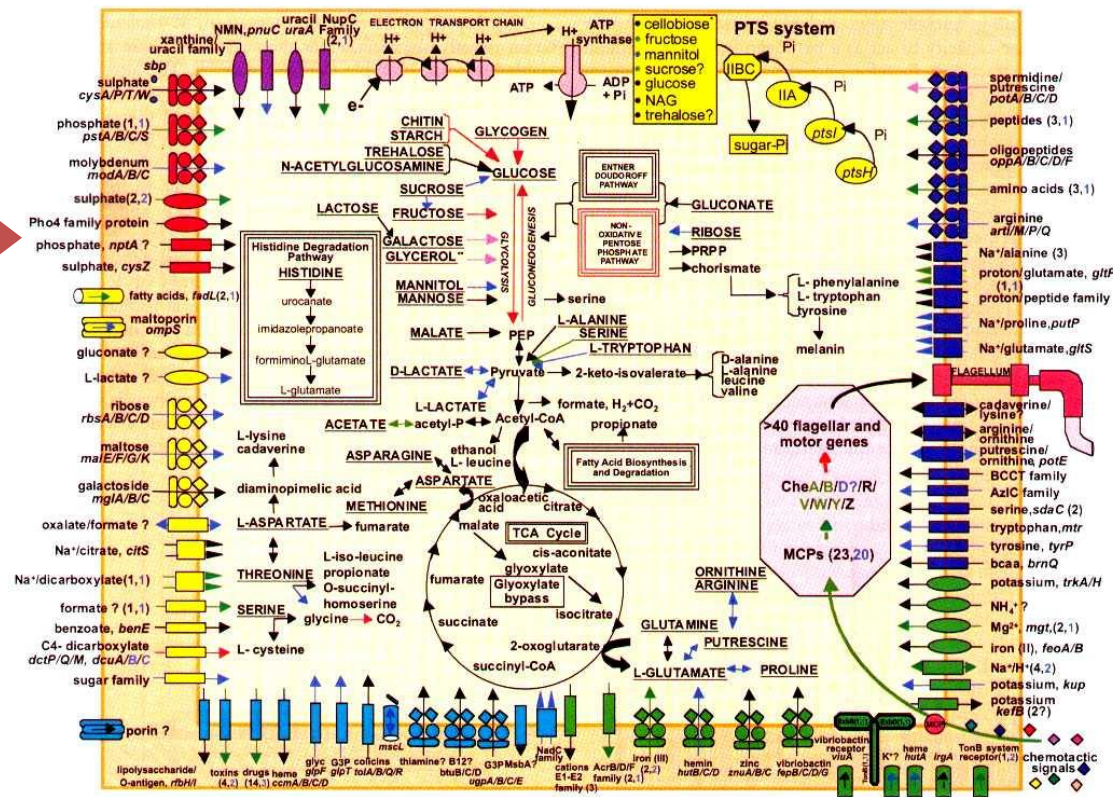 NMN, pnuC
uracil
uraA
NupC
Family
(2,1)
xanthine/
uracil family
ELECTRON TRANSPORT CHAIN
H+
H+
H+
H+
ATP
synthase
e-
ATP
ADP
+ Pi
PTS system
cellobiose
fructose
mannitol
sucrose?
glucose
NAG
trehalose?
IIBC
Pi
IIA
Pi
ptsI
Pi
ptsH
sugar-P
sbp
sulphate
cysA/P/T/W
phosphate (1,1)
pstA/B/C/S
molybdenum
modA/B/C
sulphate(2,2)
Pho4 family protein
phosphate, nptA ?
sulphate, cysZ
fatty acids, fadL(2,1)
maltoporin
ompS
gluconate ?
L-lactate ?
ribose
rbsA/B/C/D
maltose
malE/F/G/K
galactoside
mglA/B/C
oxalate/formate ?
Na+/citrate, citS
Na+/dicarboxylate(1,1)
formate ? (1,1)
benzoate, benE
C4- dicarboxylate
dctP/Q/M, dcuA/B/C
sugar family
porin ?
CHITIN
STARCH
GLYCOGEN
TREHALOSE
N-ACETYLGLUCOSAMINE
GLUCOSE
SUCROSE
FRUCTOSE
LACTOSE
GALACTOSE
GLYCEROL**
MANNITOL
MANNOSE
GLYCOLYSIS
GLUCONEOGENESIS
ENTNER
DOUDOROFF
PATHWAY
GLUCONATE
NON-
OXIDATIVE
PENTOSE
PHOSPHATE
PATHWAY
RIBOSE
PRPP
chorismate
L- phenylalanine
L- tryptophan
tyrosine
melanin
Histidine Degradation
Pathway
HISTIDINE
urocanate
imidazolepropanoate
formiminoL-glutamate
L-glutamate
serine
MALATE
PEP
L-ALANINE
SERINE
L-TRYPTOPHAN
D-LACTATE
Pyruvate
2-keto-isovalerate
D-alanine
L-alanine
leucine
valine
L-LACTATE
ACETATE
acetyl-P
Acetyl-CoA
formate, H2+CO2
propionate
ethanol
L- leucine
Fatty Acid Biosynthesis
and Degradation
ASPARAGINE
ASPARTATE
METHIONINE
L-lysine
cadaverine
diaminopimelic acid
L-ASPARTATE
fumarate
THREONINE
L-iso-leucine
propionate
O-succinyl-
homoserine
SERINE
glycine
CO2
L- cysteine
oxaloacetic
acid
citrate
malate
TCA Cycle
cis-aconitate
glyoxylate
Glyoxylate
bypass
fumarate
isocitrate
succinate
2-oxoglutarate
succinyl-CoA
ORNITHINE
ARGININE
GLUTAMINE
PUTRESCINE
L-GLUTAMATE
PROLINE
>40 flagellar and
motor genes
CheA/B/D?/R/
V/W/Y/Z
MCPs (23,20)
FLAGELLUM
spermidine/
putrescine
potA/B/C/D
peptides (3,1)
oligopeptides
oppA/B/C/D/F
amino acids (3,1)
arginine
artI/M/P/Q
Na+/alanine (3)
proton/glutamate, gltP
(1,1)
proton/peptide family
Na+/proline,putP
Na+/glutamate,gltS
cadaverine/
lysine?
arginine/
ornithine
putrescine/
ornithine, potE
BCCT family
AzlC family
serine,sdaC (2)
tryptophan,mtr
tyrosine, tyrP
bcaa, brnQ
potassium, trkA/H
NH4+ ?
Mg2+, mgt,(2,1)
iron (II), feoA/B
Na+/H+(4,2)
potassium, kup
potassium
kefB (2?)
MCP
chemotactic
signals
lipolysaccharide/
O-antigen, rfbH/I
toxins
(4,2)
drugs
(14,3)
heme
ccmA/B/C/D
glyc
glpF
G3P
glpT
colicins
tolA/B/Q/R
mscL
thiamine?
B12?
btuB/C/D
G3P
ugpA/B/C/E
MsbA?
NadC
family
cations
E1-E2
family (3)
AcrB/D/F
family (2,1)
iron (III)
(2,2)
hemin
hutB/C/D
zinc
znuA/B/C
vibriobactin
fepB/C/D/G
vibriobactin
receptor
viuA
K+?
heme
hutA
irgA
TonB system
receptor(1,2)